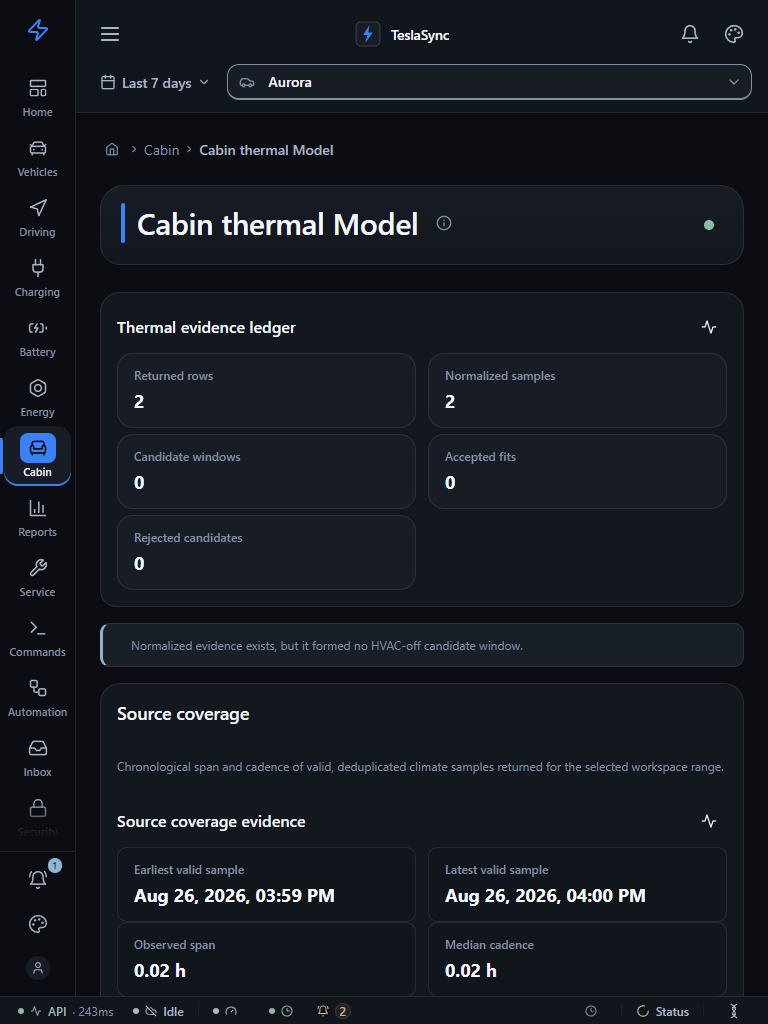 TeslaSync
Last 7 days
Aurora
Home
Vehicles
Driving
Charging
Battery
Energy
Cabin
Reports
Service
Commands
Automation
Inbox
Security
1
Cabin
Cabin thermal Model
Cabin thermal Model
Thermal evidence ledger
Returned rows
2
Normalized samples
2
Candidate windows
0
Accepted fits
0
Rejected candidates
0
Normalized evidence exists, but it formed no HVAC-off candidate window.
Source coverage
Chronological span and cadence of valid, deduplicated climate samples returned for the selected workspace range.
Source coverage evidence
Earliest valid sample
Aug 26, 2026, 03:59 PM
Latest valid sample
Aug 26, 2026, 04:00 PM
Observed span
0.02 h
Median cadence
0.02 h
API · 243ms
Idle
2
Status